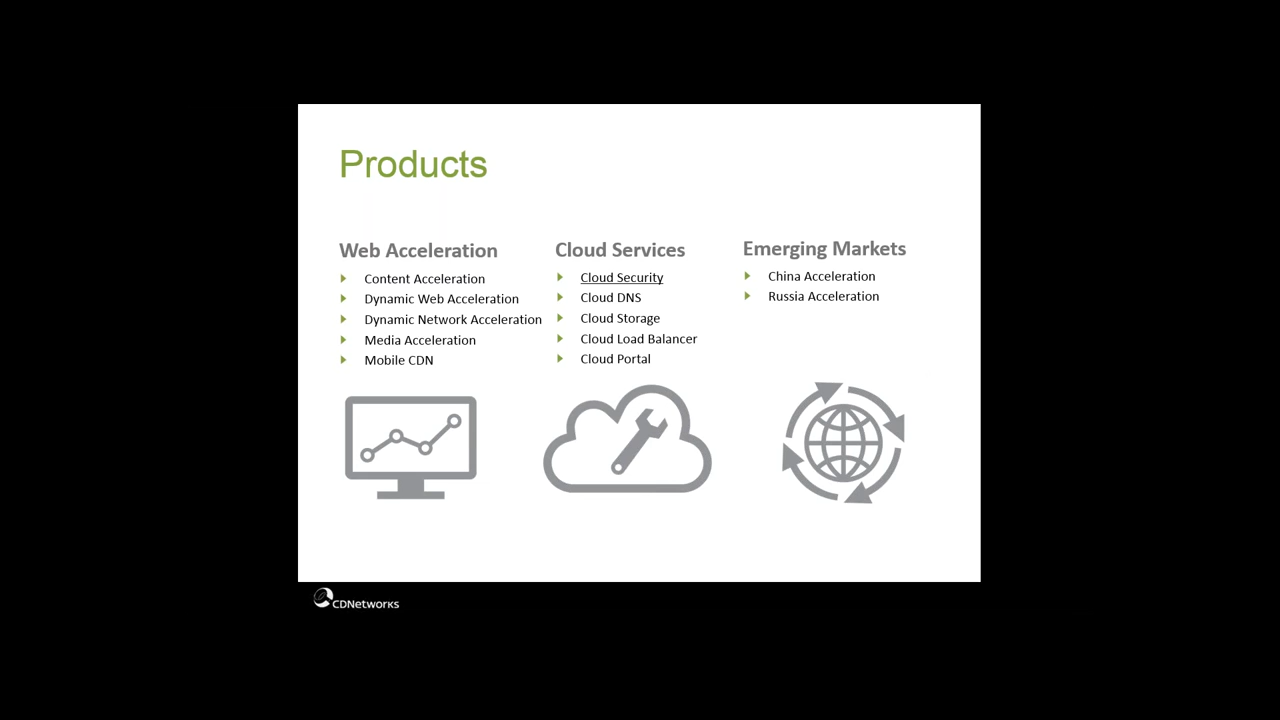 Products
Web Acceleration
Content Acceleration
Dynamic Web Acceleration
Dynamic Network Acceleration
Media Acceleration
Mobile CDN
Cloud Services
Cloud Security
Cloud DNS
Cloud Storage
Cloud Load Balancer
Cloud Portal
Emerging Markets
China Acceleration
Russia Acceleration
CDNetworks